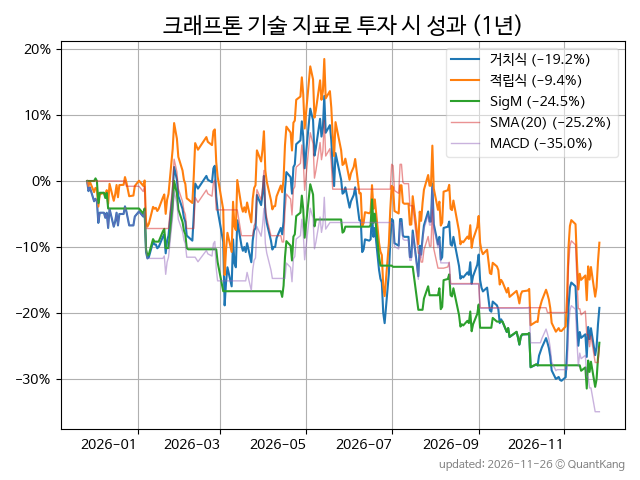 크래프톤 기술 지표로 투자 시 성과 (1년)
거치식 (−19.2%)
적립식 (−9.4%)
SigM (−24.5%)
SMA(20) (−25.2%)
MACD (−35.0%)
20%
10%
0%
−10%
−20%
−30%
2026-01 2026-03 2026-05 2026-07 2026-09 2026-11
updated: 2026-11-26 © QuantKang